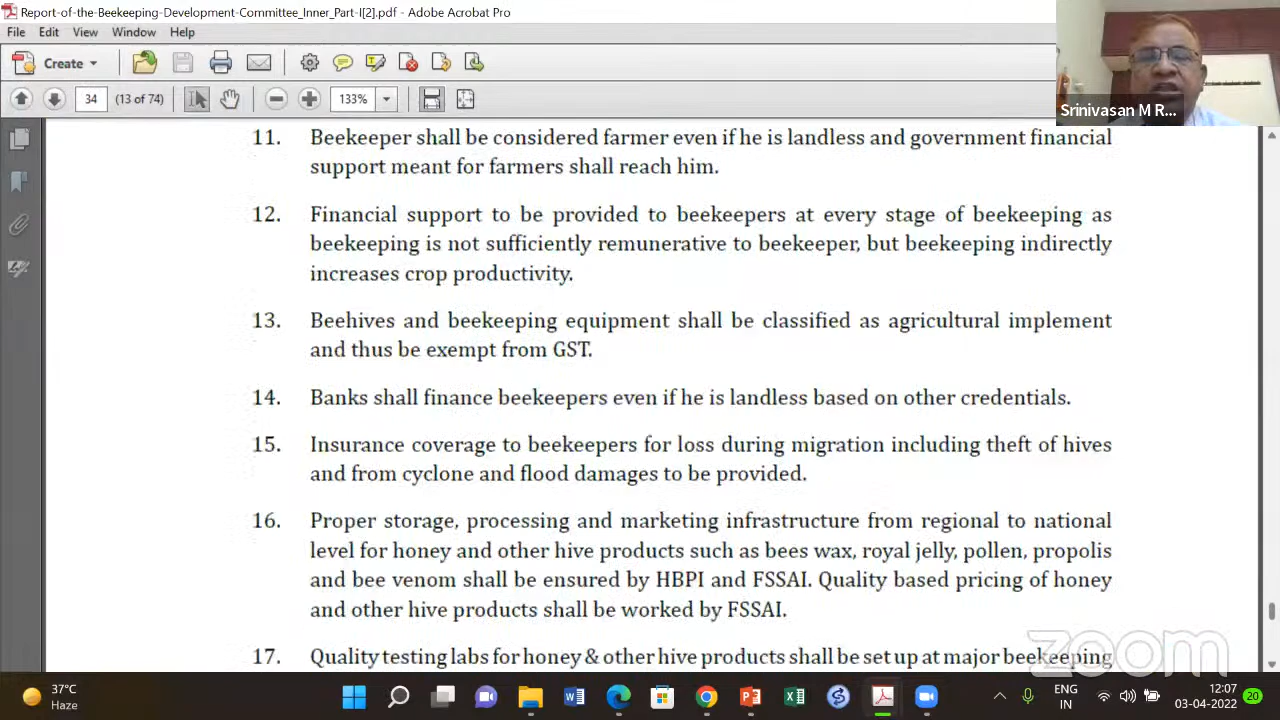 Report-of-the-Beekeeping-Development-Committee_Inner_Part-I[2].pdf - Adobe Acrobat Pro
File Edit View Window Help
Create
34 (13 of 74) 133%
Srinivasan M R...
11. Beekeeper shall be considered farmer even if he is landless and government financial
support meant for farmers shall reach him.
12. Financial support to be provided to beekeepers at every stage of beekeeping as
beekeeping is not sufficiently remunerative to beekeeper, but beekeeping indirectly
increases crop productivity.
13. Beehives and beekeeping equipment shall be classified as agricultural implement
and thus be exempt from GST.
14. Banks shall finance beekeepers even if he is landless based on other credentials.
15. Insurance coverage to beekeepers for loss during migration including theft of hives
and from cyclone and flood damages to be provided.
16. Proper storage, processing and marketing infrastructure from regional to national
level for honey and other hive products such as bees wax, royal jelly, pollen, propolis
and bee venom shall be ensured by HBPI and FSSAI. Quality based pricing of honey
and other hive products shall be worked by FSSAI.
17. Quality testing labs for honey & other hive products shall be set up at major beekeeping
zoom
37°C
Haze
ENG
IN
12:07
03-04-2022
20